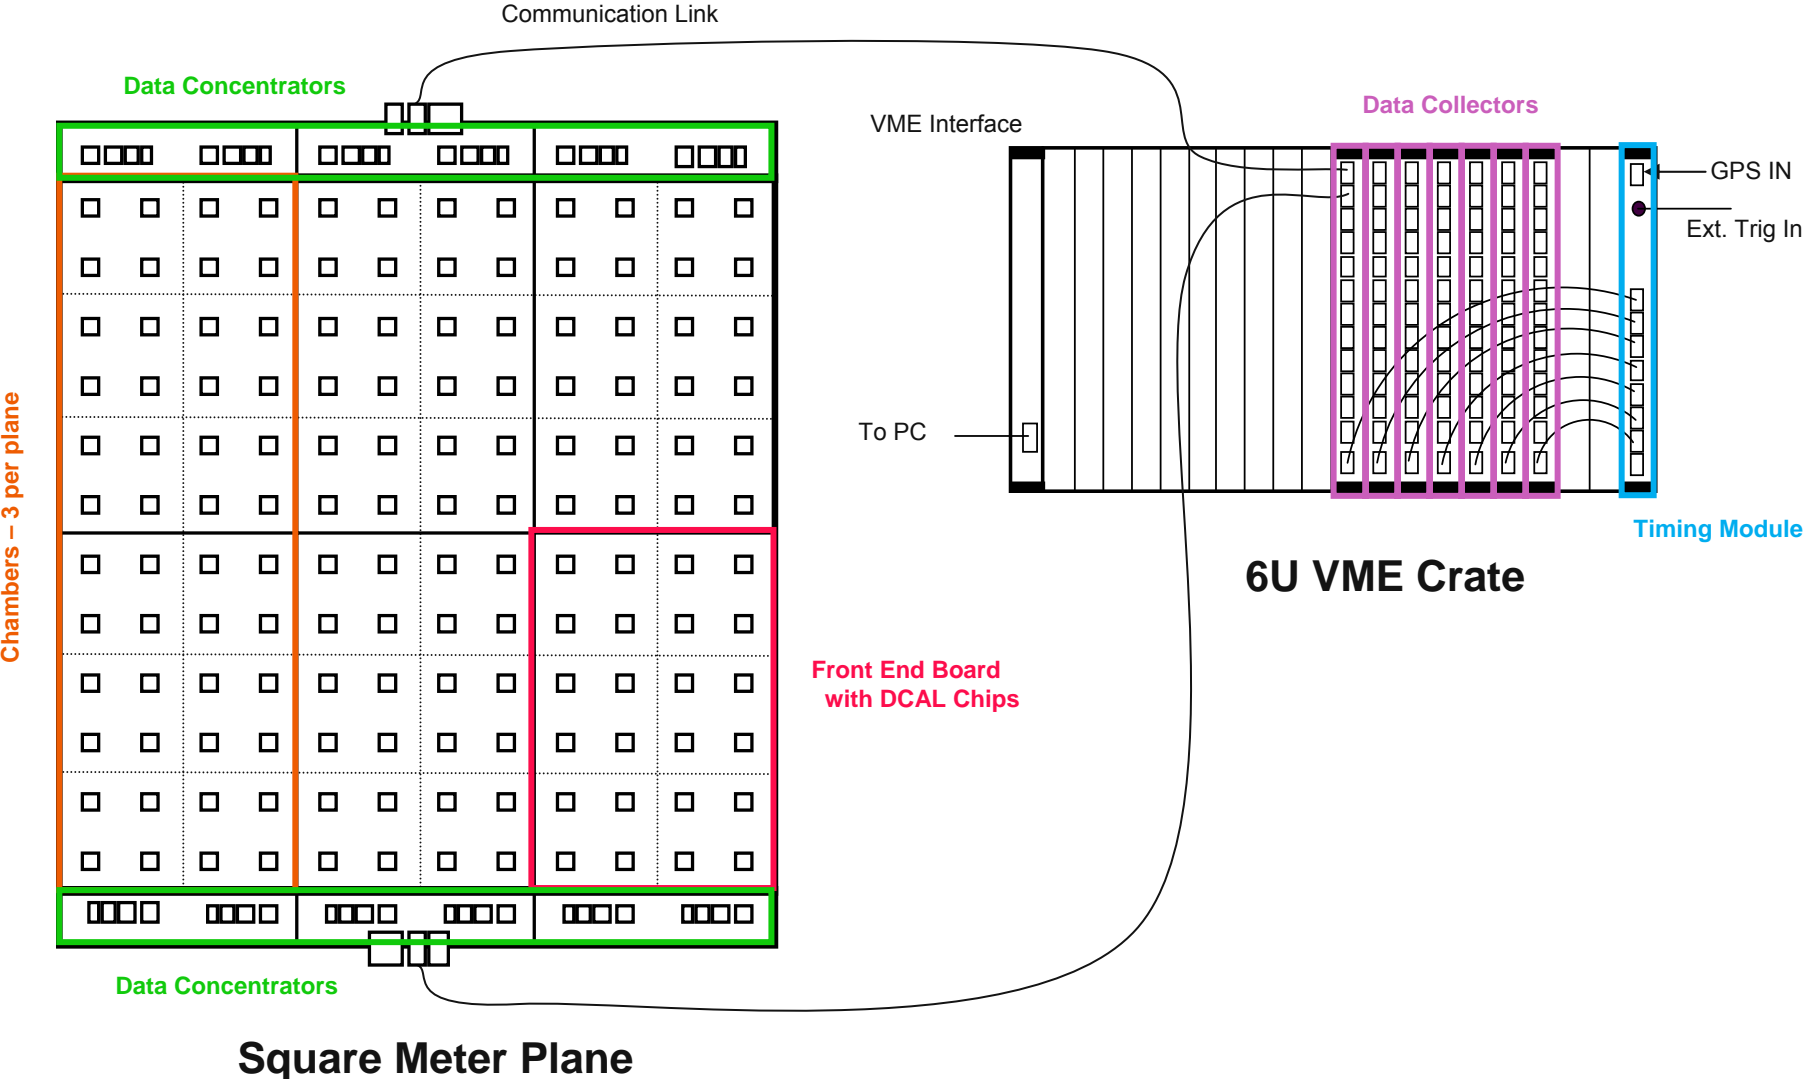 Communication Link
Data Concentrators
Data Collectors
VME Interface
GPS IN
Ext. Trig In
Chambers – 3 per plane
To PC
Timing Module
6U VME Crate
Front End Board
with DCAL Chips
Data Concentrators
Square Meter Plane